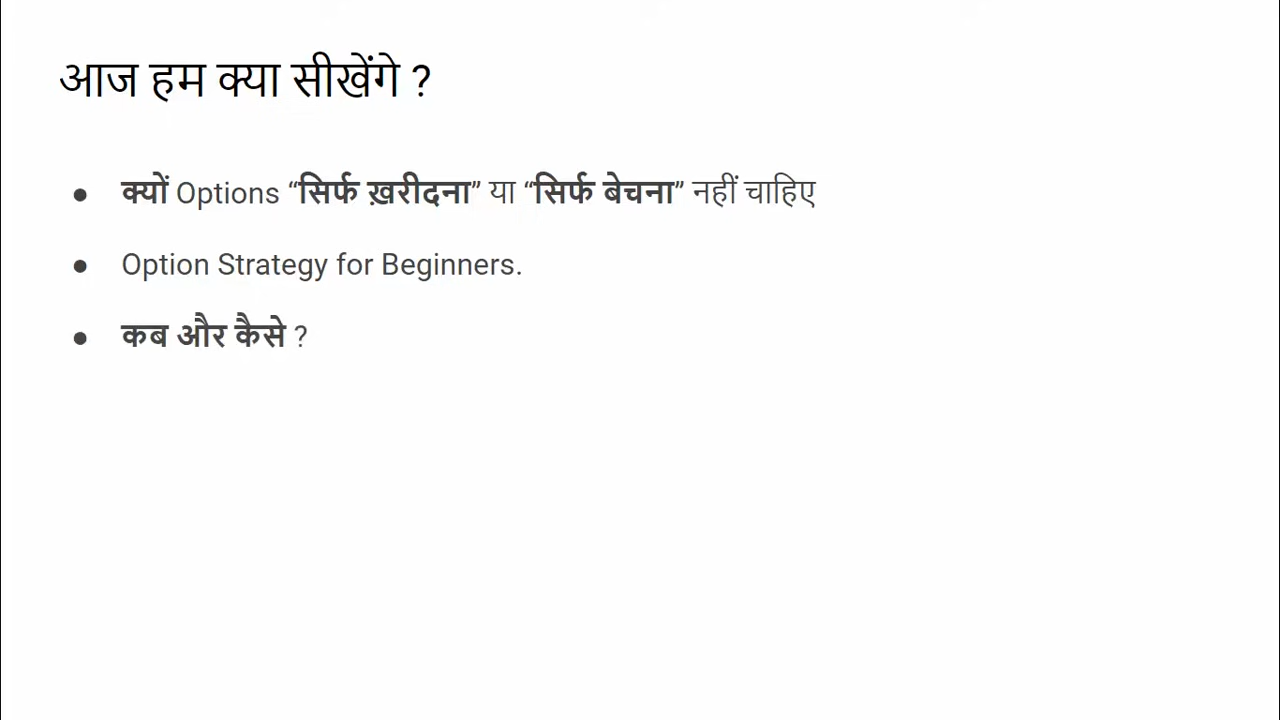 आज हम क्या सीखेंगे ?
● क्यों Options “सिर्फ ख़रीदना” या “सिर्फ बेचना” नहीं चाहिए
● Option Strategy for Beginners.
● कब और कैसे ?